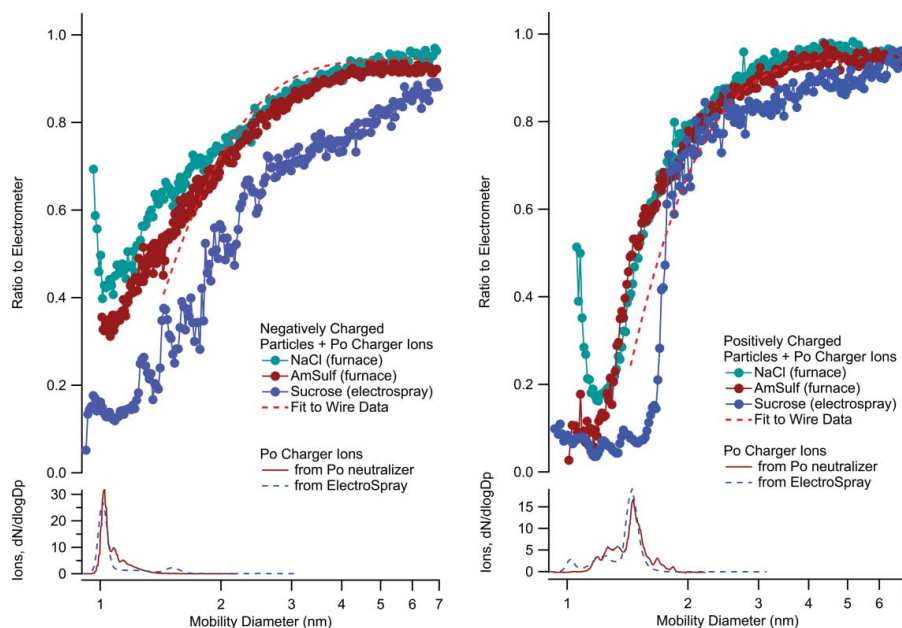 1.0
0.8
0.6
0.4
0.2
0.0
Ratio to Electrometer
Negatively Charged
Particles + Po Charger Ions
NaCl (furnace)
AmSulf (furnace)
Sucrose (electrospray)
Fit to Wire Data
Po Charger Ions
from Po neutralizer
from ElectroSpray
30
20
10
0
Ions, dN/dlogDp
1 2 3 4 5 6 7
Mobility Diameter (nm)
1.0
0.8
0.6
0.4
0.2
0.0
Ratio to Electrometer
Positively Charged
Particles + Po Charger Ions
NaCl (furnace)
AmSulf (furnace)
Sucrose (electrospray)
Fit to Wire Data
Po Charger Ions
from Po neutralizer
from ElectroSpray
15
10
5
0
Ions, dN/dlogDp
1 2 3 4 5 6
Mobility Diameter (nm)